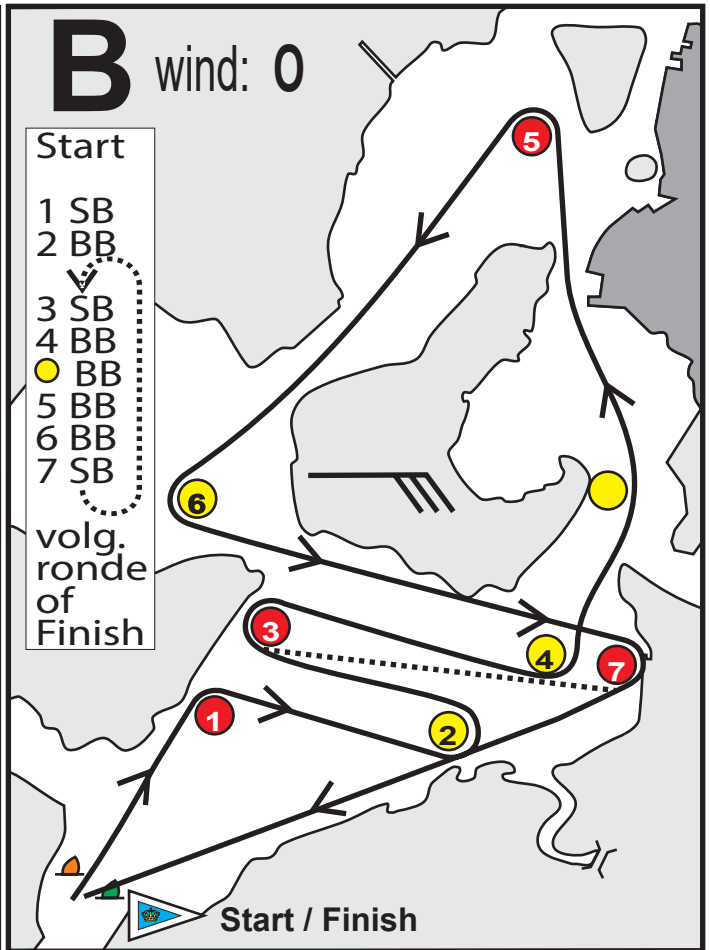 B wind: O
Start
1 SB
2 BB
3 SB
4 BB
BB
5 BB
6 BB
7 SB
volg.
ronde
of
Finish
5
6
3
4
7
1
2
Start / Finish